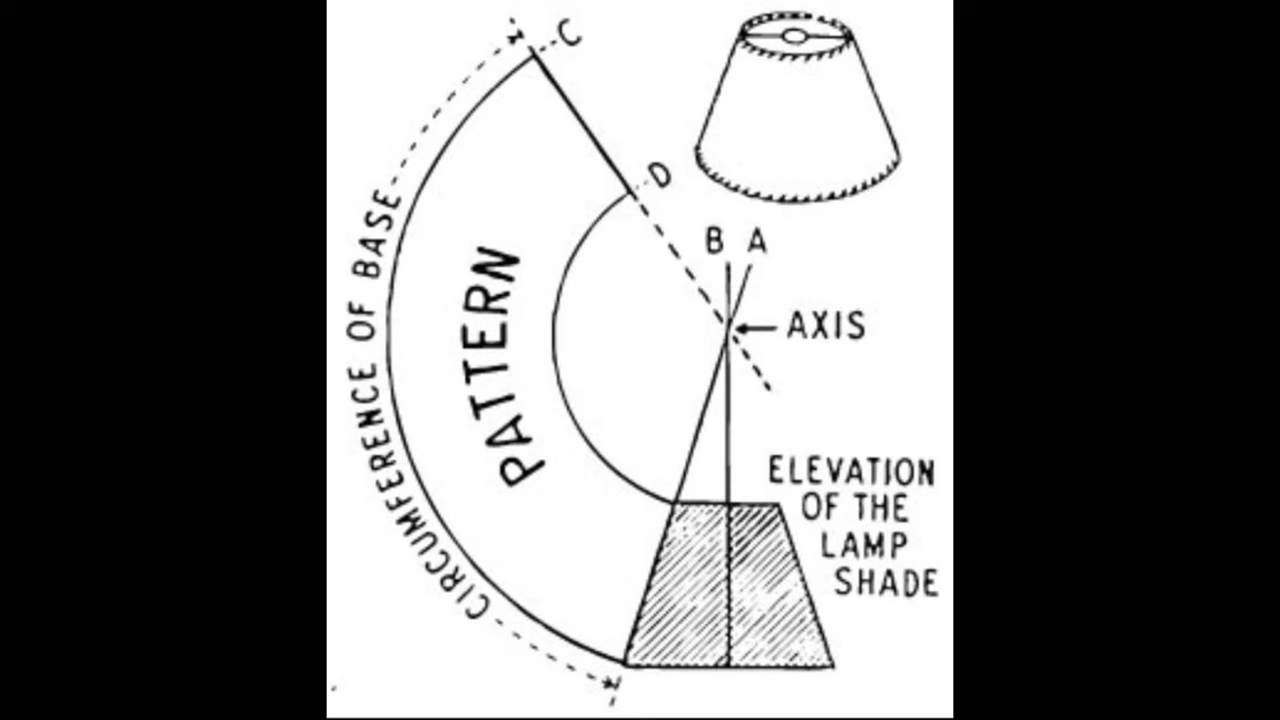 C
D
B A
AXIS
CIRCUMFERENCE OF BASE
PATTERN
ELEVATION
OF THE
LAMP
SHADE